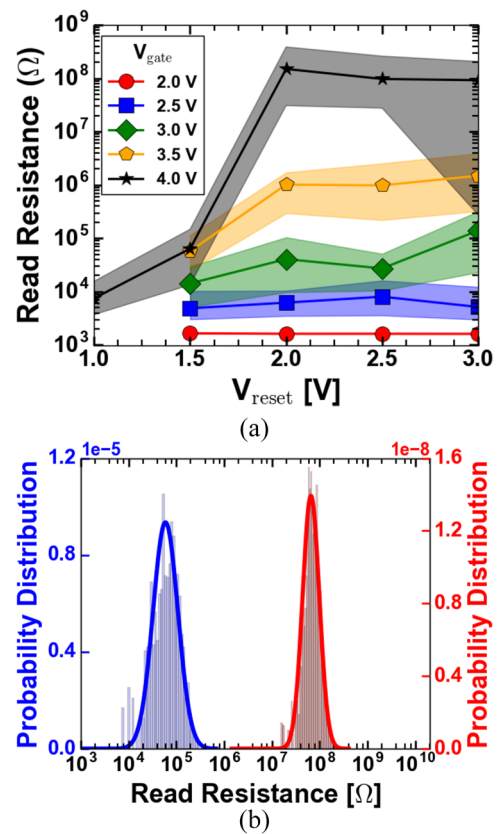 Read Resistance (Ω)
10⁹
10⁸
10⁷
10⁶
10⁵
10⁴
10³
V_gate
2.0 V
2.5 V
3.0 V
3.5 V
4.0 V
1.0 1.5 2.0 2.5 3.0
V_reset [V]
(a)
1e-5
1e-8
Probability Distribution
1.2
0.8
0.4
0.0
1.6
1.2
0.8
0.4
0.0
Probability Distribution
10³ 10⁴ 10⁵ 10⁶ 10⁷ 10⁸ 10⁹ 10¹⁰
Read Resistance [Ω]
(b)